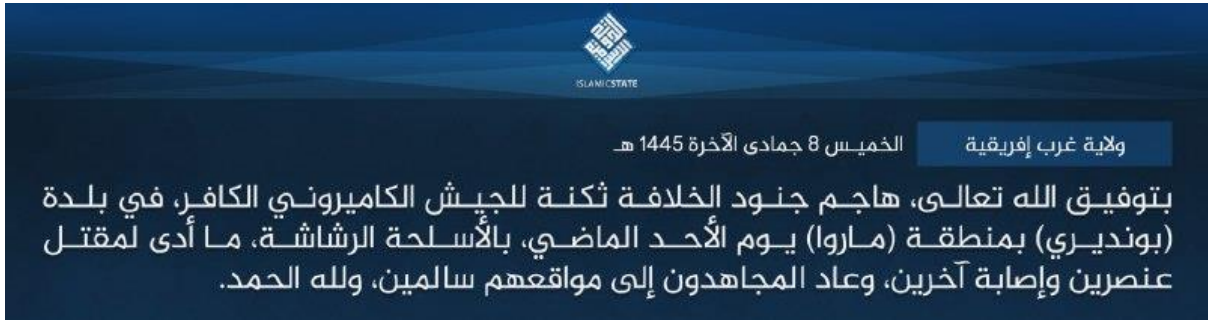 ISLAMIC STATE
ولاية غرب إفريقية
الخميس 8 جمادى الآخرة 1445 هـ
بتوفيق الله تعالى، هاجم جنود الخلافة ثكنة للجيش الكاميروني الكافر، في بلدة
(بونديري) بمنطقة (ماروا) يوم الأحد الماضي، بالأسلحة الرشاشة، ما أدى لمقتل
عنصرين وإصابة آخرين، وعاد المجاهدون إلى مواقعهم سالمين، ولله الحمد.